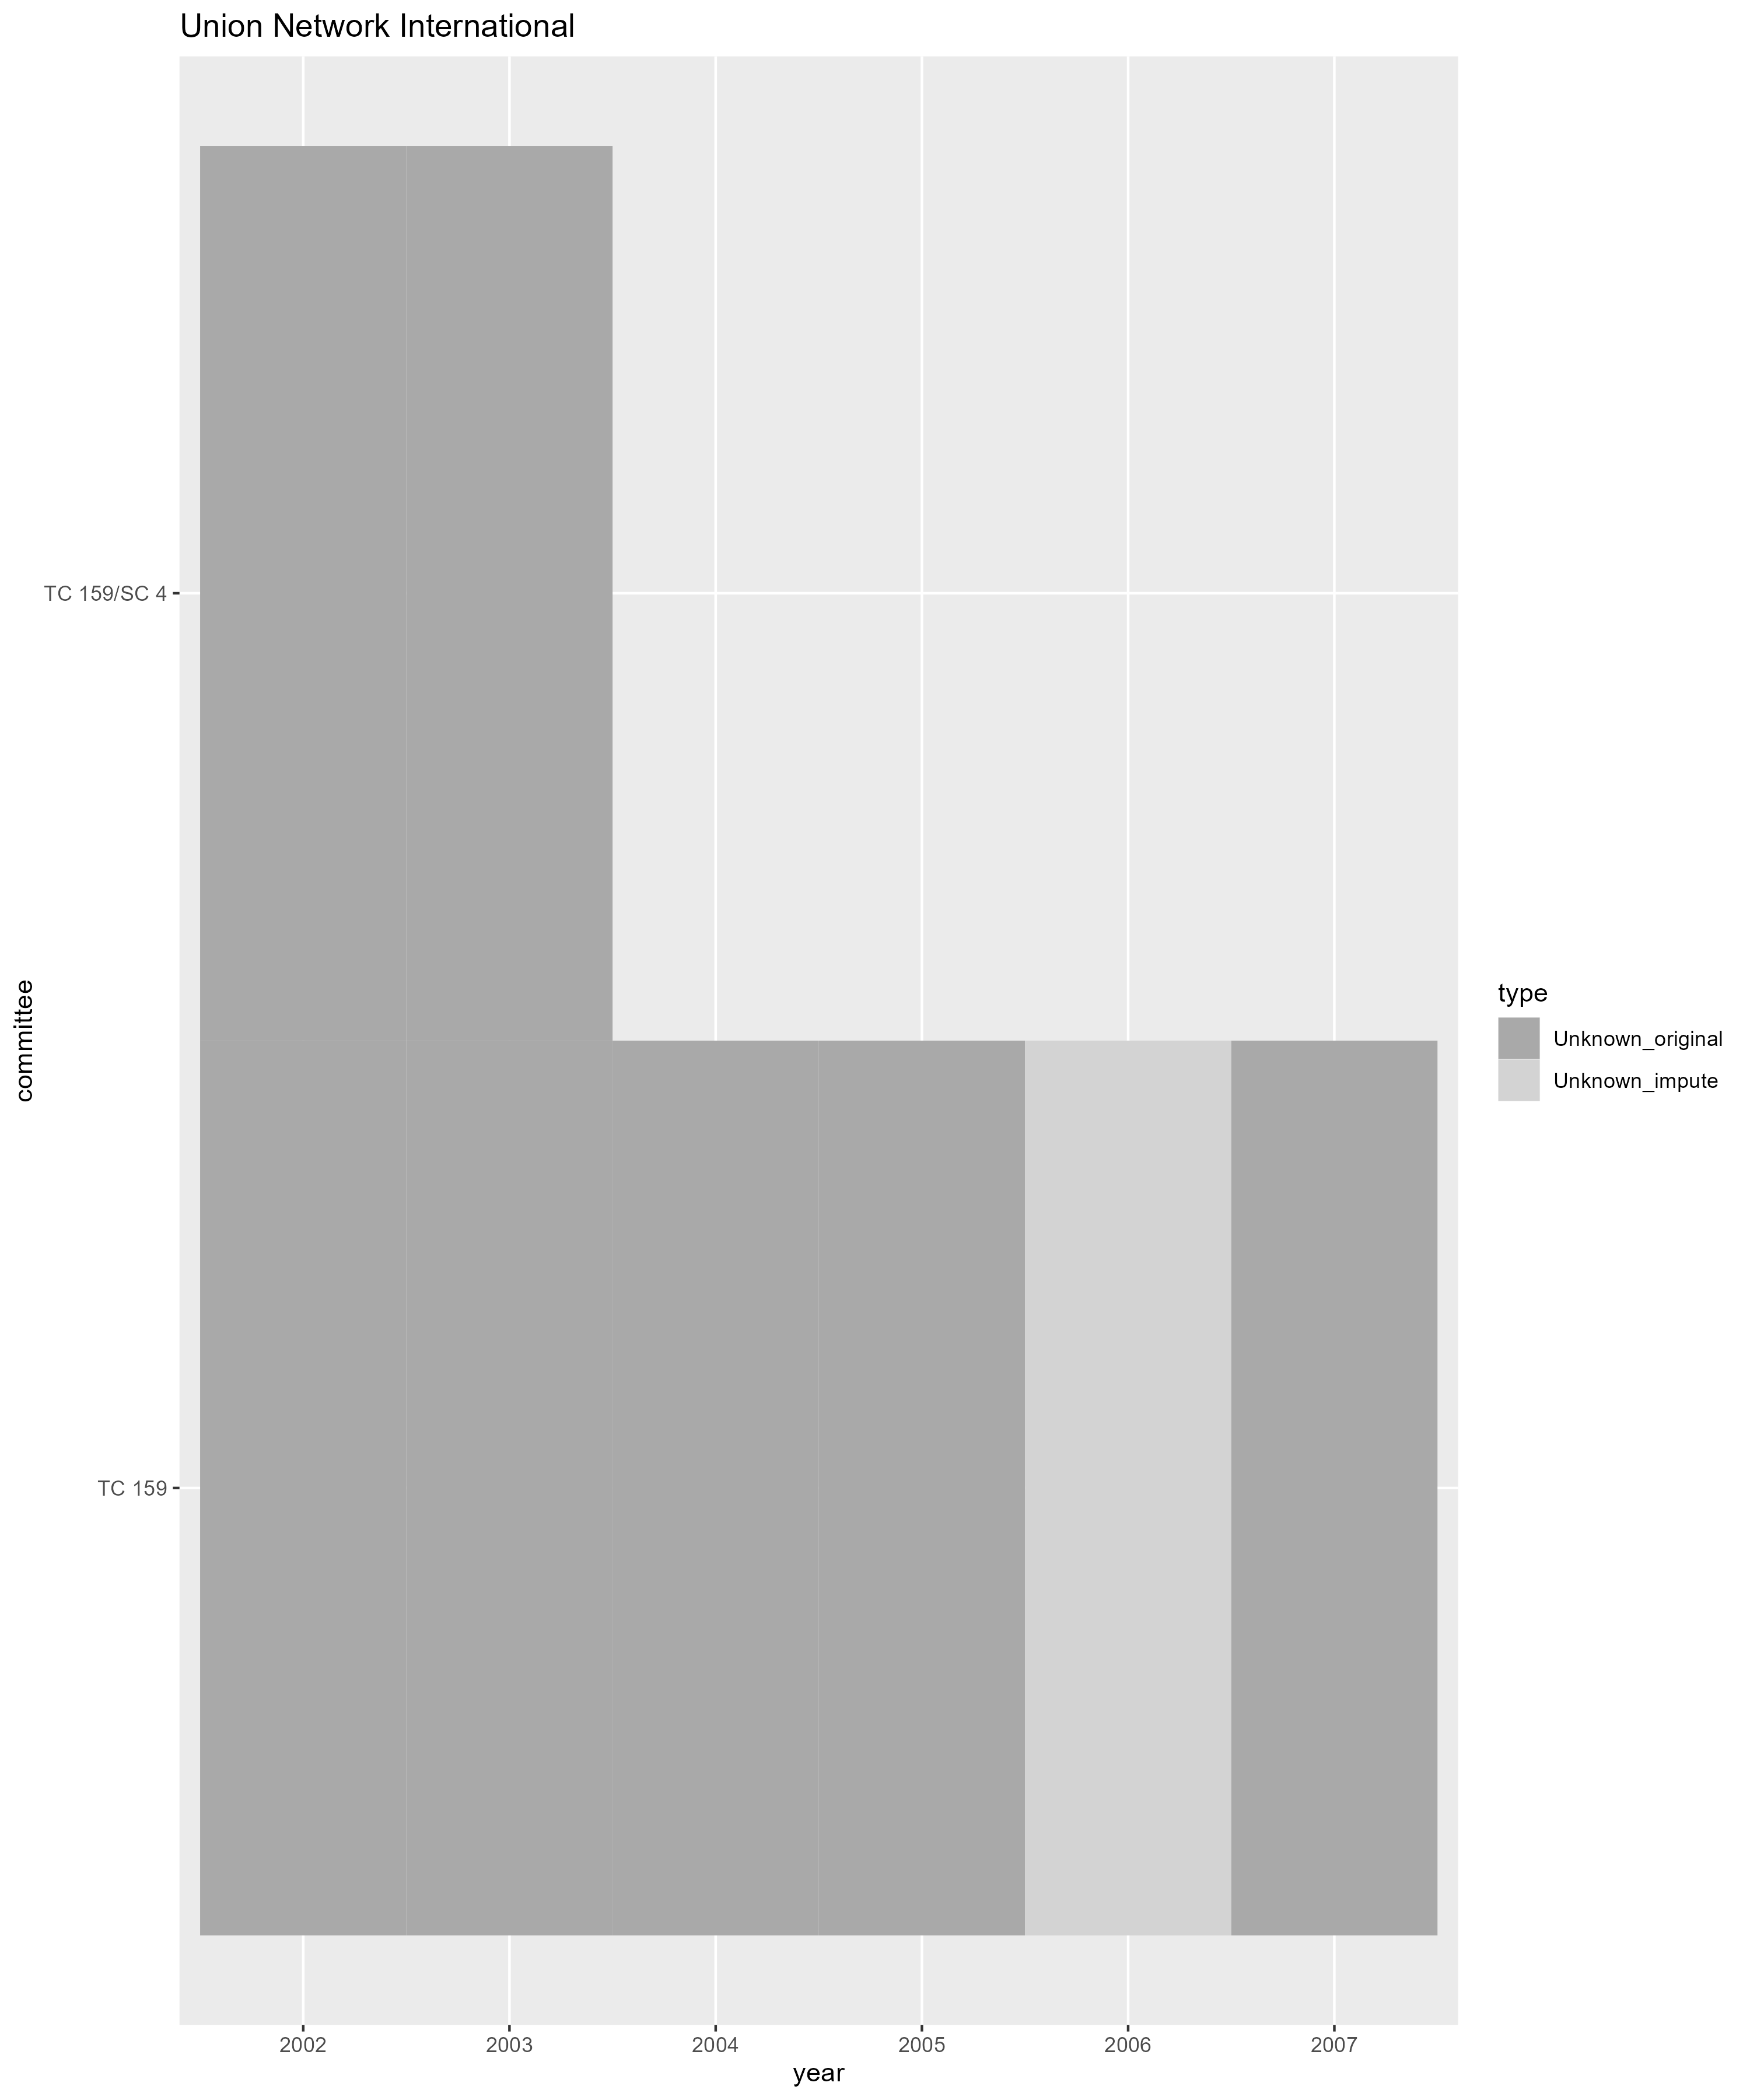 Union Network International
committee
TC 159/SC 4
TC 159
2002 2003 2004 2005 2006 2007
year
type
Unknown_original
Unknown_impute